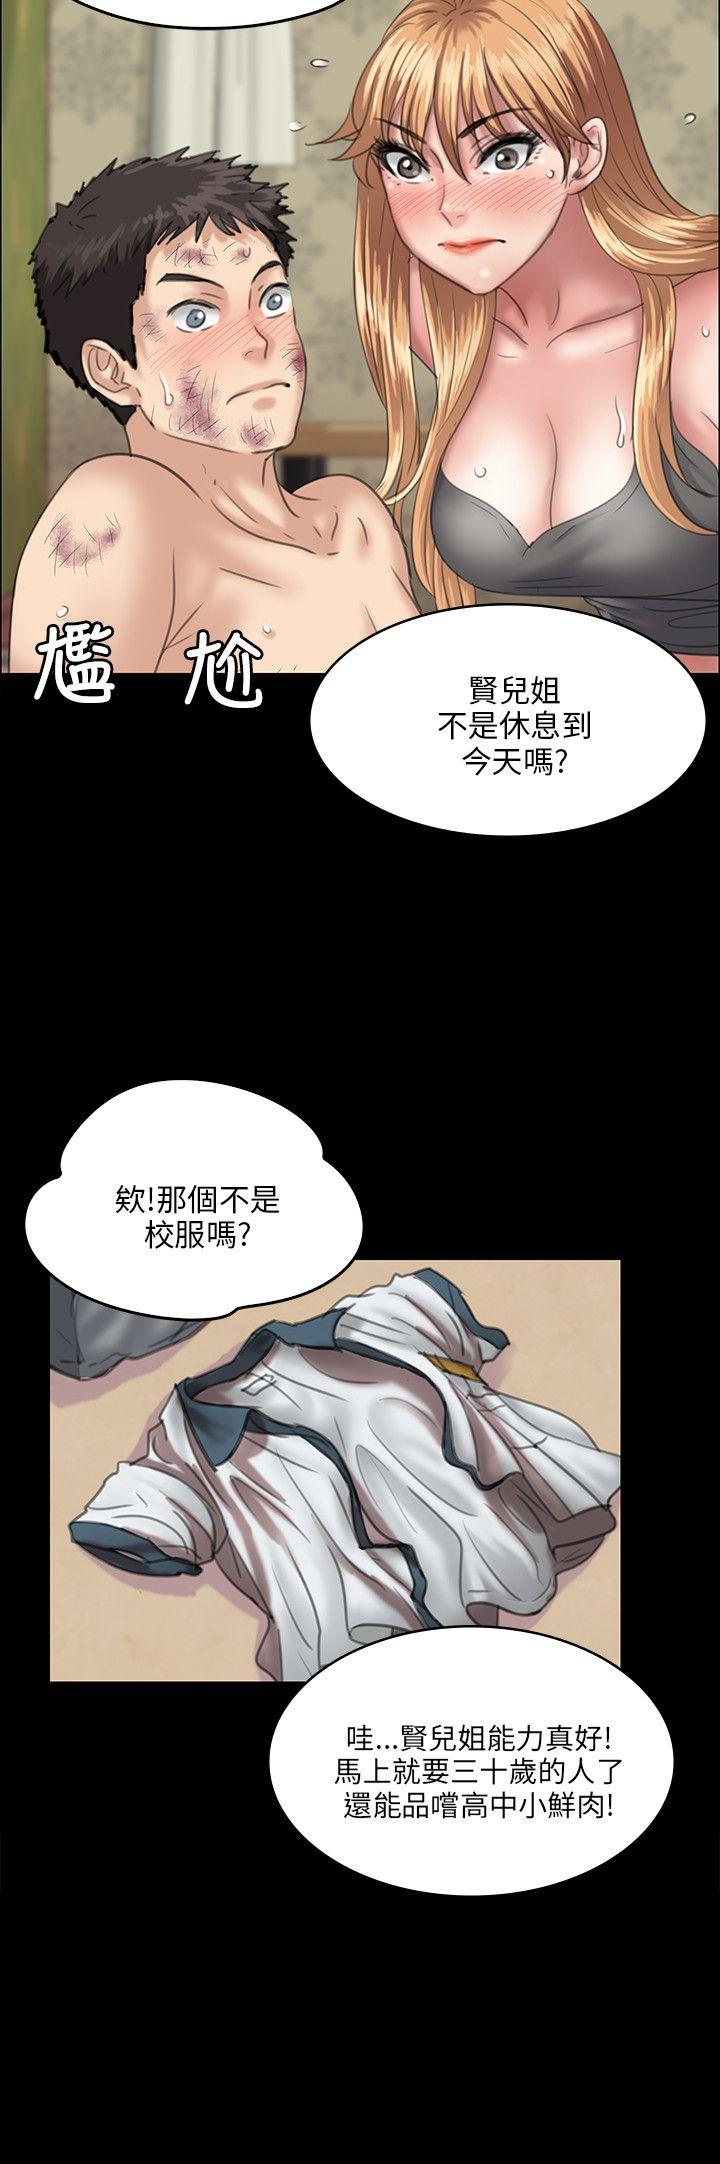 尷 尬
賢兒姐
不是休息到
今天嗎?
欸!那個不是
校服嗎?
哇...賢兒姐能力真好!
馬上就要三十歲的人了
還能品嚐高中小鮮肉!